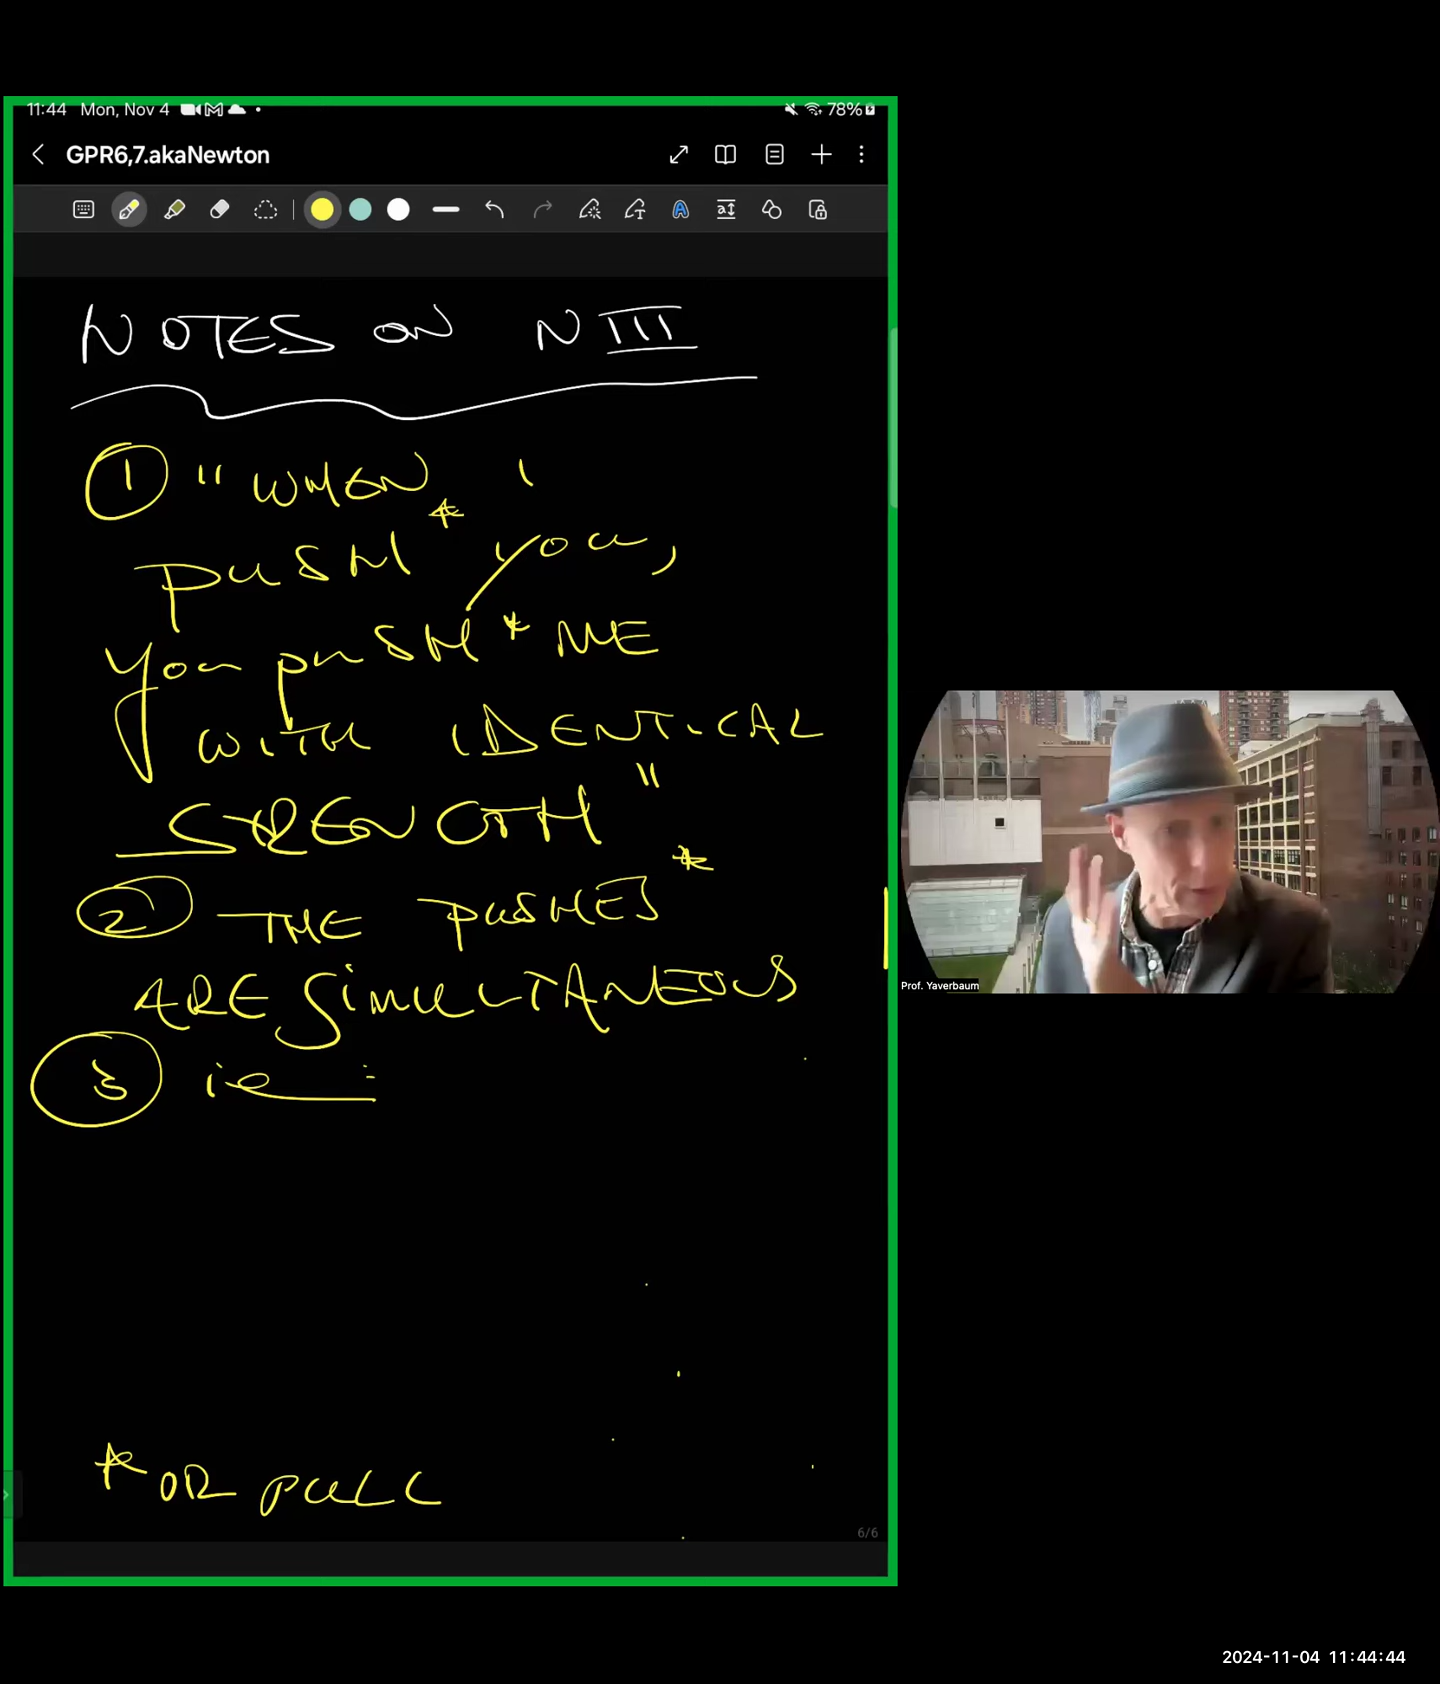 11:44 Mon, Nov 4 78%
GPR6,7.akaNewton
NOTES ON NIII
1 "WHEN I
PUSH* you,
you pUSH* ME
WITH IDENTICAL
STRENGTH"
2 THE PUSHES*
ARE SIMULTANEOUS
3 ie :
* OR PULL
6/6
Prof. Yaverbaum
2024-11-04 11:44:44